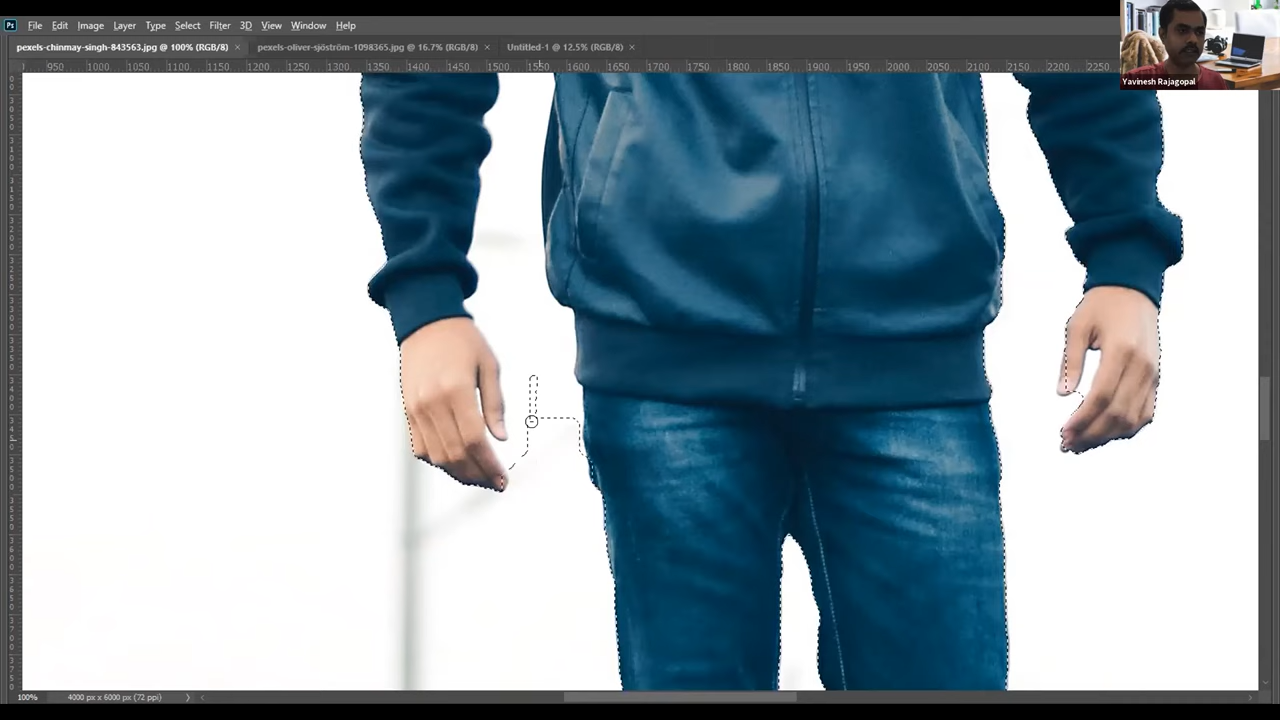 Ps File Edit Image Layer Type Select Filter 3D View Window Help
pexels-chinmay-singh-843563.jpg @ 100% (RGB/8) × pexels-oliver-sjöström-1098365.jpg @ 16.7% (RGB/8) × Untitled-1 @ 12.5% (RGB/8) ×
950 1000 1050 1100 1150 1200 1250 1300 1350 1400 1450 1500 1550 1600 1650 1700 1750 1800 1850 1900 1950 2000 2050 2100 2150 2200 2250
Yavinesh Rajagopal
100% 4000 px x 6000 px (72 ppi)